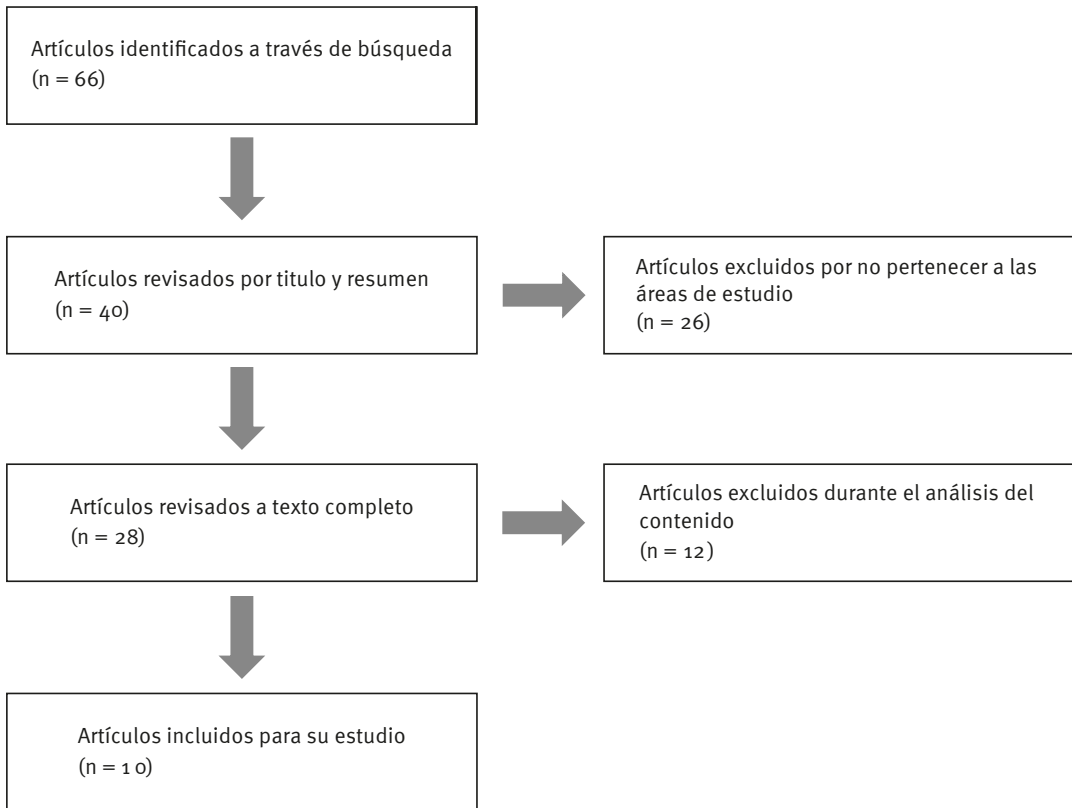 Artículos identificados a través de búsqueda
(n = 66)
Artículos revisados por titulo y resumen
(n = 40)
Artículos excluidos por no pertenecer a las
áreas de estudio
(n = 26)
Artículos revisados a texto completo
(n = 28)
Artículos excluidos durante el análisis del
contenido
(n = 12)
Artículos incluidos para su estudio
(n = 1 0)